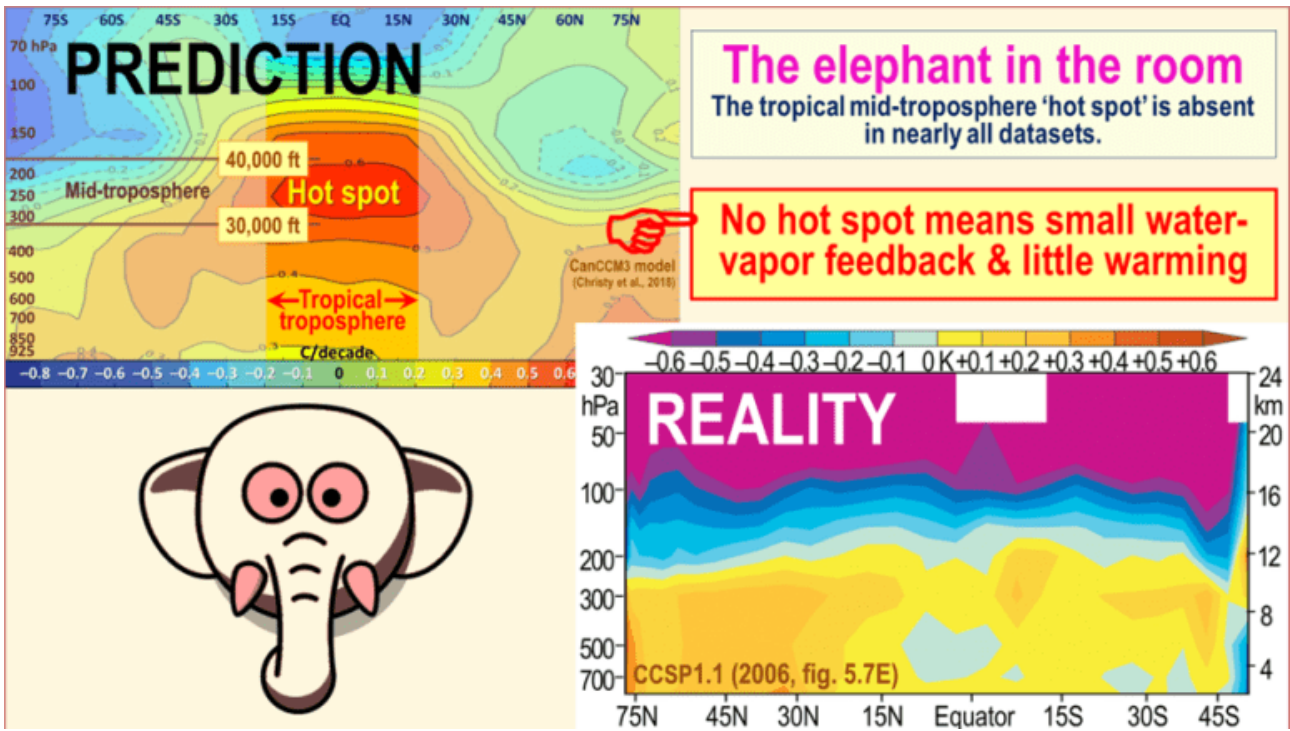 75S 60S 45S 30S 15S EQ 15N 30N 45N 60N 75N
70 hPa
PREDICTION
100
150
40,000 ft
200
Mid-troposphere
Hot spot
250
300
30,000 ft
400
500
600
700
850
925
CanCCM3 model
(Christy et al., 2018)
Tropical
troposphere
C/decade
-0.8 -0.7 -0.6 -0.5 -0.4 -0.3 -0.2 -0.1 0 0.1 0.2 0.3 0.4 0.5 0.6
The elephant in the room
The tropical mid-troposphere ‘hot spot’ is absent
in nearly all datasets.
No hot spot means small water-
vapor feedback & little warming
-0.6 -0.5 -0.4 -0.3 -0.2 -0.1 0 K +0.1 +0.2 +0.3 +0.4 +0.5 +0.6
30
hPa
50
100
200
300
500
700
REALITY
24
km
20
16
12
8
4
CCSP1.1 (2006, fig. 5.7E)
75N 45N 30N 15N Equator 15S 30S 45S